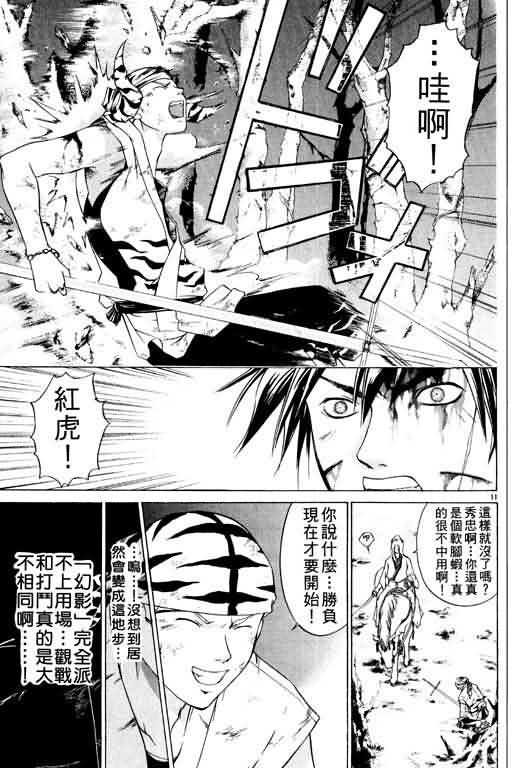 …哇啊！
ドガッ
紅虎！
11
這樣就沒了嗎？
秀忠啊…你還真
是個軟腳蝦…真
的很不中用啊！
你說什麼…勝負
現在才要開始！
…嗚…！沒想到居
然會變成這地步…
「幻影」完全派
不上用場…觀戰
和打鬥真的是大
不相同啊……！